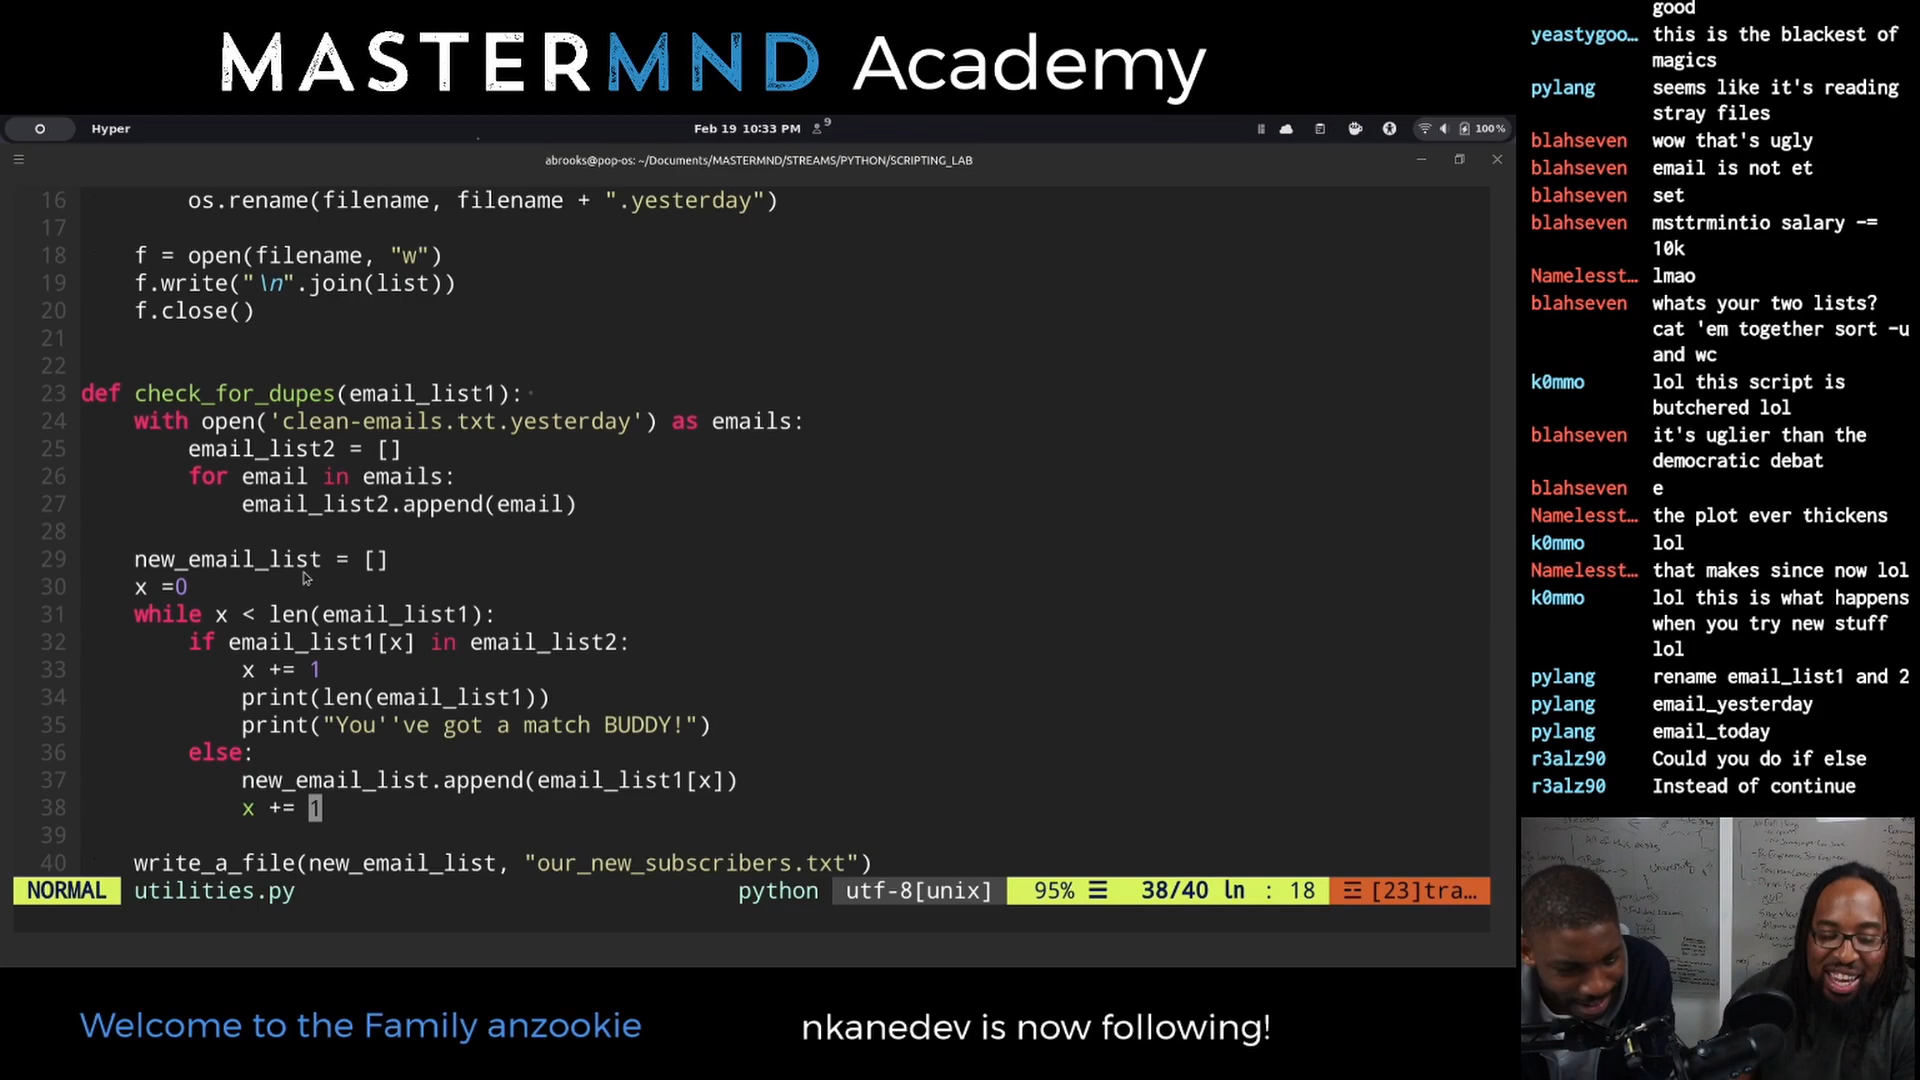 MASTERMND Academy
Hyper
Feb 19 10:33 PM
9
100%
abrooks@pop-os: ~/Documents/MASTERMND/STREAMS/PYTHON/SCRIPTING_LAB
16 os.rename(filename, filename + ".yesterday")
17
18 f = open(filename, "w")
19 f.write("\n".join(list))
20 f.close()
21
22
23 def check_for_dupes(email_list1):
24 with open('clean-emails.txt.yesterday') as emails:
25 email_list2 = []
26 for email in emails:
27 email_list2.append(email)
28
29 new_email_list = []
30 x =0
31 while x < len(email_list1):
32 if email_list1[x] in email_list2:
33 x += 1
34 print(len(email_list1))
35 print("You''ve got a match BUDDY!")
36 else:
37 new_email_list.append(email_list1[x])
38 x += 1
39
40 write_a_file(new_email_list, "our_new_subscribers.txt")
NORMAL utilities.py python utf-8[unix] 95% ☰ 38/40 ln : 18 ☲ [23]tra…
good
yeastygoo… this is the blackest of
magics
pylang seems like it's reading
stray files
blahseven wow that's ugly
blahseven email is not et
blahseven set
blahseven msttrmintio salary -=
10k
Namelesst… lmao
blahseven whats your two lists?
cat 'em together sort -u
and wc
k0mmo lol this script is
butchered lol
blahseven it's uglier than the
democratic debat
blahseven e
Namelesst… the plot ever thickens
k0mmo lol
Namelesst… that makes since now lol
k0mmo lol this is what happens
when you try new stuff
lol
pylang rename email_list1 and 2
pylang email_yesterday
pylang email_today
r3alz90 Could you do if else
r3alz90 Instead of continue
Welcome to the Family anzookie
nkanedev is now following!